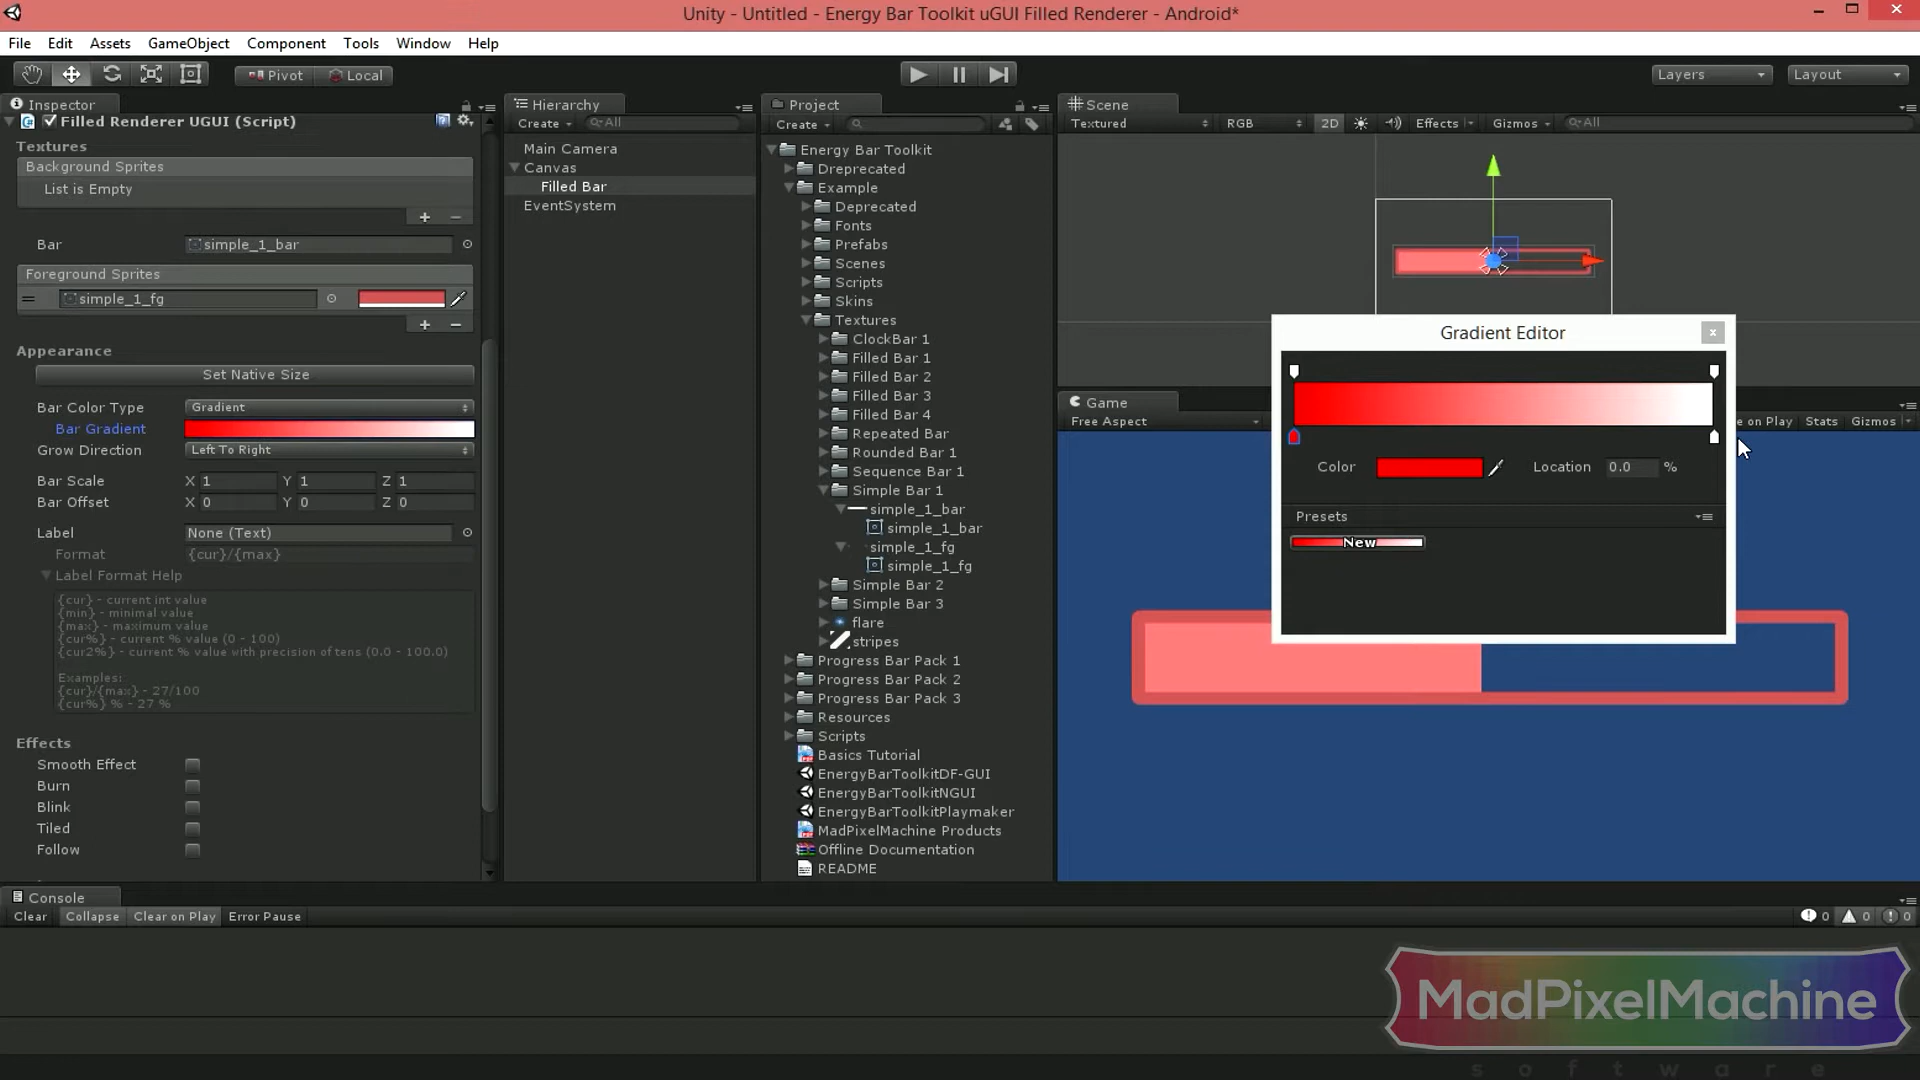 Unity - Untitled - Energy Bar Toolkit uGUI Filled Renderer - Android*
File Edit Assets GameObject Component Tools Window Help
Pivot Local Layers Layout
Inspector
Filled Renderer UGUI (Script)
Textures
Background Sprites
List is Empty
+ −
Bar simple_1_bar
Foreground Sprites
simple_1_fg
+ −
Appearance
Set Native Size
Bar Color Type Gradient
Bar Gradient
Grow Direction Left To Right
Bar Scale X 1 Y 1 Z 1
Bar Offset X 0 Y 0 Z 0
Label None (Text)
Format {cur}/{max}
Label Format Help
{cur} - current int value
{min} - minimal value
{max} - maximum value
{cur%} - current % value (0 - 100)
{cur2%} - current % value with precision of tens (0.0 - 100.0)
Examples:
{cur}/{max} - 27/100
{cur%} % - 27 %
Effects
Smooth Effect
Burn
Blink
Tiled
Follow
Hierarchy
Create All
Main Camera
Canvas
Filled Bar
EventSystem
Project
Create
Energy Bar Toolkit
Dreprecated
Example
Deprecated
Fonts
Prefabs
Scenes
Scripts
Skins
Textures
ClockBar 1
Filled Bar 1
Filled Bar 2
Filled Bar 3
Filled Bar 4
Repeated Bar
Rounded Bar 1
Sequence Bar 1
Simple Bar 1
simple_1_bar
simple_1_bar
simple_1_fg
simple_1_fg
Simple Bar 2
Simple Bar 3
flare
stripes
Progress Bar Pack 1
Progress Bar Pack 2
Progress Bar Pack 3
Resources
Scripts
Basics Tutorial
EnergyBarToolkitDF-GUI
EnergyBarToolkitNGUI
EnergyBarToolkitPlaymaker
MadPixelMachine Products
Offline Documentation
README
Scene
Textured RGB 2D Effects Gizmos All
Game
Free Aspect e on Play Stats Gizmos
Gradient Editor
Color Location 0.0 %
Presets
New
Console
Clear Collapse Clear on Play Error Pause 0 0 0
MadPixelMachine
software